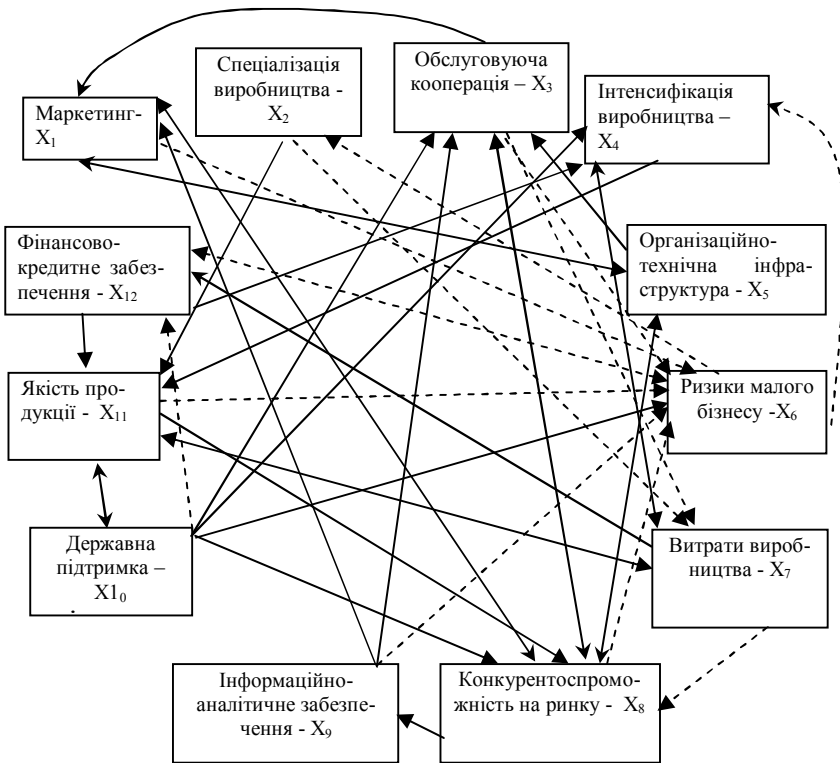 Маркетинг-
X₁
Спеціалізація
виробництва -
X₂
Обслуговуюча
кооперація – X₃
Інтенсифікація
виробництва –
X₄
Фінансово-
кредитне забез-
печення - X₁₂
Організаційно-
технічна інфра-
структура - X₅
Якість про-
дукції - X₁₁
Ризики малого
бізнесу -X₆
Державна
підтримка –
X1₀
Витрати вироб-
ництва - X₇
Інформаційно-
аналітичне забезпе-
чення - X₉
Конкурентоспромо-
жність на ринку - X₈